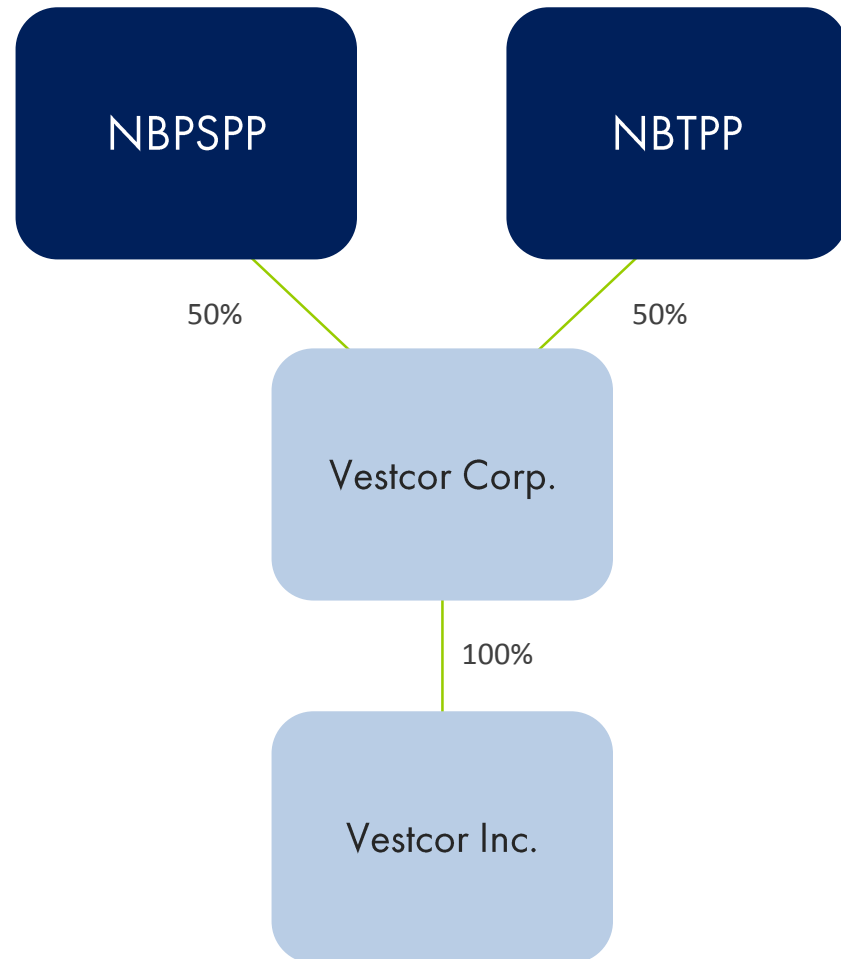 NBPSPP
NBTPP
50%
50%
Vestcor Corp.
100%
Vestcor Inc.